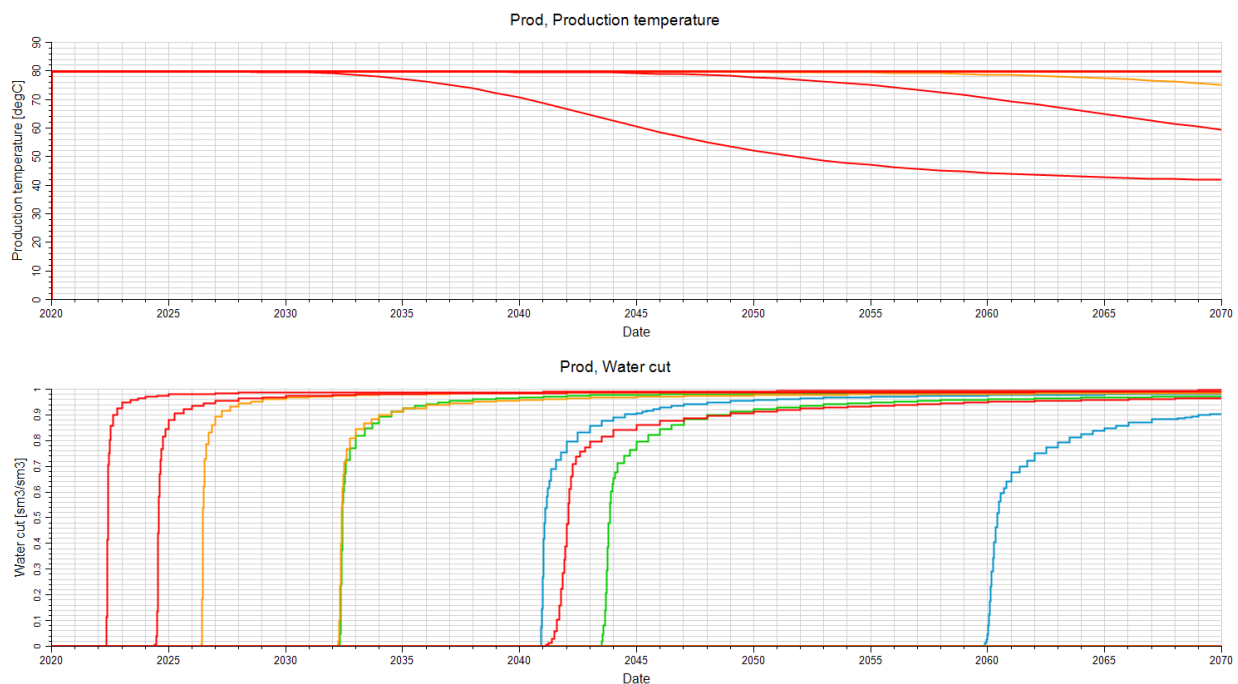 Prod, Production temperature
Production temperature [degC]
90
80
70
60
50
40
30
20
10
0
2020 2025 2030 2035 2040 2045 2050 2055 2060 2065 2070
Date
Prod, Water cut
Water cut [sm3/sm3]
1
0.9
0.8
0.7
0.6
0.5
0.4
0.3
0.2
0.1
0
2020 2025 2030 2035 2040 2045 2050 2055 2060 2065 2070
Date